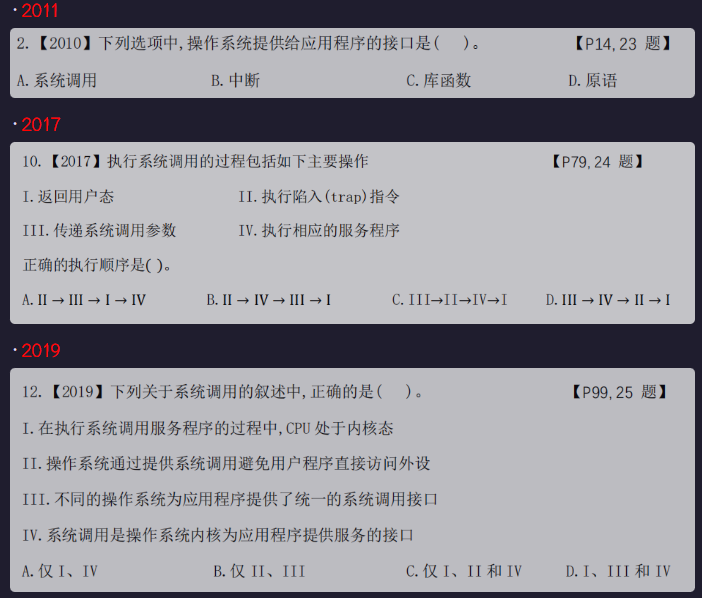 ·2011
2.【2010】下列选项中,操作系统提供给应用程序的接口是(  )。 【P14,23 题】
A.系统调用 B.中断 C.库函数 D.原语
·2017
10.【2017】执行系统调用的过程包括如下主要操作 【P79,24 题】
I.返回用户态 II.执行陷入(trap)指令
III.传递系统调用参数 IV.执行相应的服务程序
正确的执行顺序是( )。
A.II→III→I→IV B.II→IV→III→I C.III→II→IV→I D.III→IV→II→I
·2019
12.【2019】下列关于系统调用的叙述中,正确的是(  )。 【P99,25 题】
I.在执行系统调用服务程序的过程中,CPU处于内核态
II.操作系统通过提供系统调用避免用户程序直接访问外设
III.不同的操作系统为应用程序提供了统一的系统调用接口
IV.系统调用是操作系统内核为应用程序提供服务的接口
A.仅 I、IV B.仅 II、III C.仅 I、II 和 IV D.I、III 和 IV